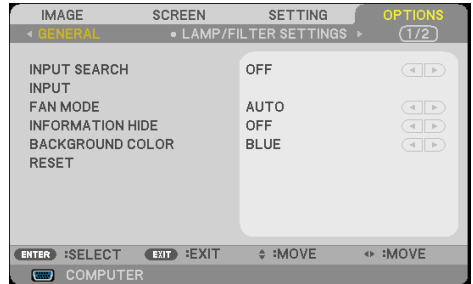 IMAGE SCREEN SETTING OPTIONS
GENERAL LAMP/FILTER SETTINGS (1/2)
INPUT SEARCH OFF
INPUT
FAN MODE AUTO
INFORMATION HIDE OFF
BACKGROUND COLOR BLUE
RESET
ENTER :SELECT EXIT :EXIT :MOVE :MOVE
COMPUTER